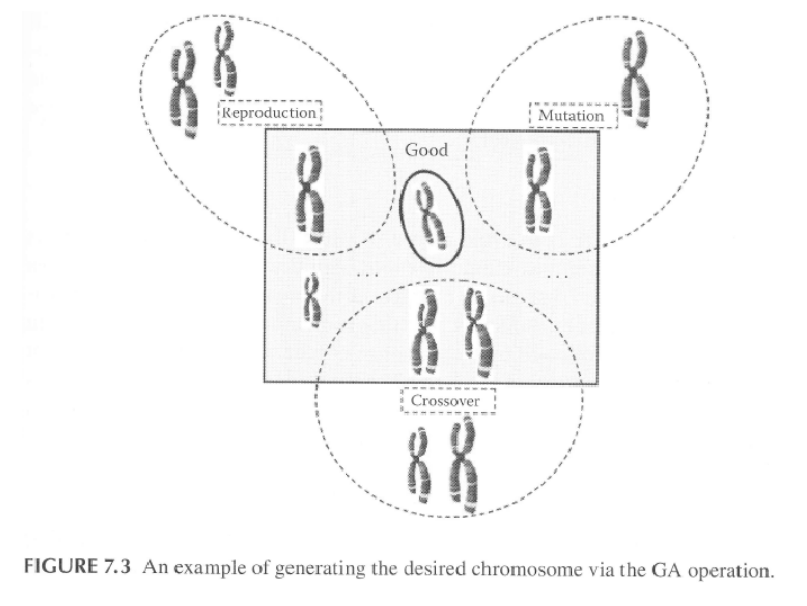 Reproduction
Mutation
Good
...
...
Crossover
FIGURE 7.3 An example of generating the desired chromosome via the GA operation.